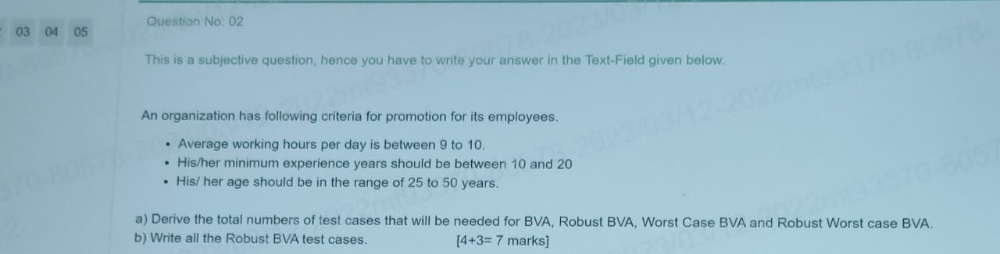 03 04 05
Question No: 02
This is a subjective question, hence you have to write your answer in the Text-Field given below.
An organization has following criteria for promotion for its employees.
• Average working hours per day is between 9 to 10.
• His/her minimum experience years should be between 10 and 20
• His/ her age should be in the range of 25 to 50 years.
a) Derive the total numbers of test cases that will be needed for BVA, Robust BVA, Worst Case BVA and Robust Worst case BVA.
b) Write all the Robust BVA test cases. [4+3= 7 marks]